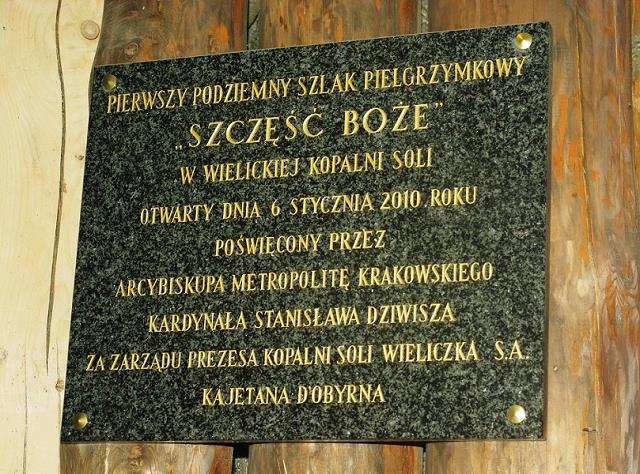 PIERWSZY PODZIEMNY SZLAK PIELGRZYMKOWY
„SZCZĘŚĆ BOŻE”
W WIELICKIEJ KOPALNI SOLI
OTWARTY DNIA 6 STYCZNIA 2010 ROKU
POŚWIĘCONY PRZEZ
ARCYBISKUPA METROPOLITĘ KRAKOWSKIEGO
KARDYNAŁA STANISŁAWA DZIWISZA
ZA ZARZĄDU PREZESA KOPALNI SOLI WIELICZKA S.A.
KAJETANA D'OBYRNA